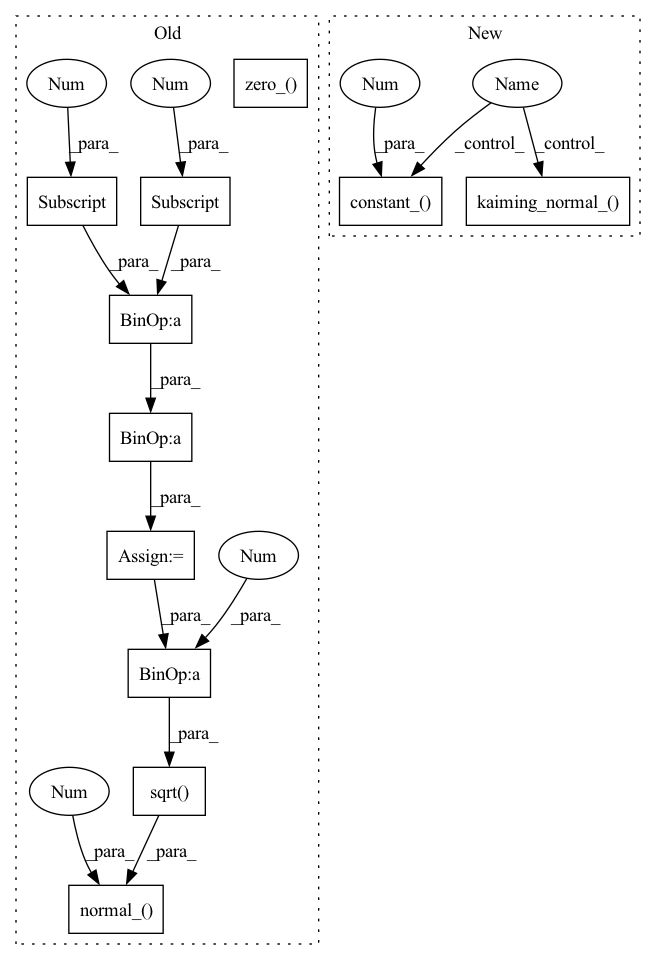 Old
New
Num
Num
zero_()
Num
Name
_para_
_para_
_para_
_control_
_control_
Subscript
Subscript
constant_()
kaiming_normal_()
_para_
_para_
BinOp:a
_para_
BinOp:a
_para_
Assign:=
Num
_para_
_para_
BinOp:a
_para_
Num
sqrt()
_para_
_para_
normal_()